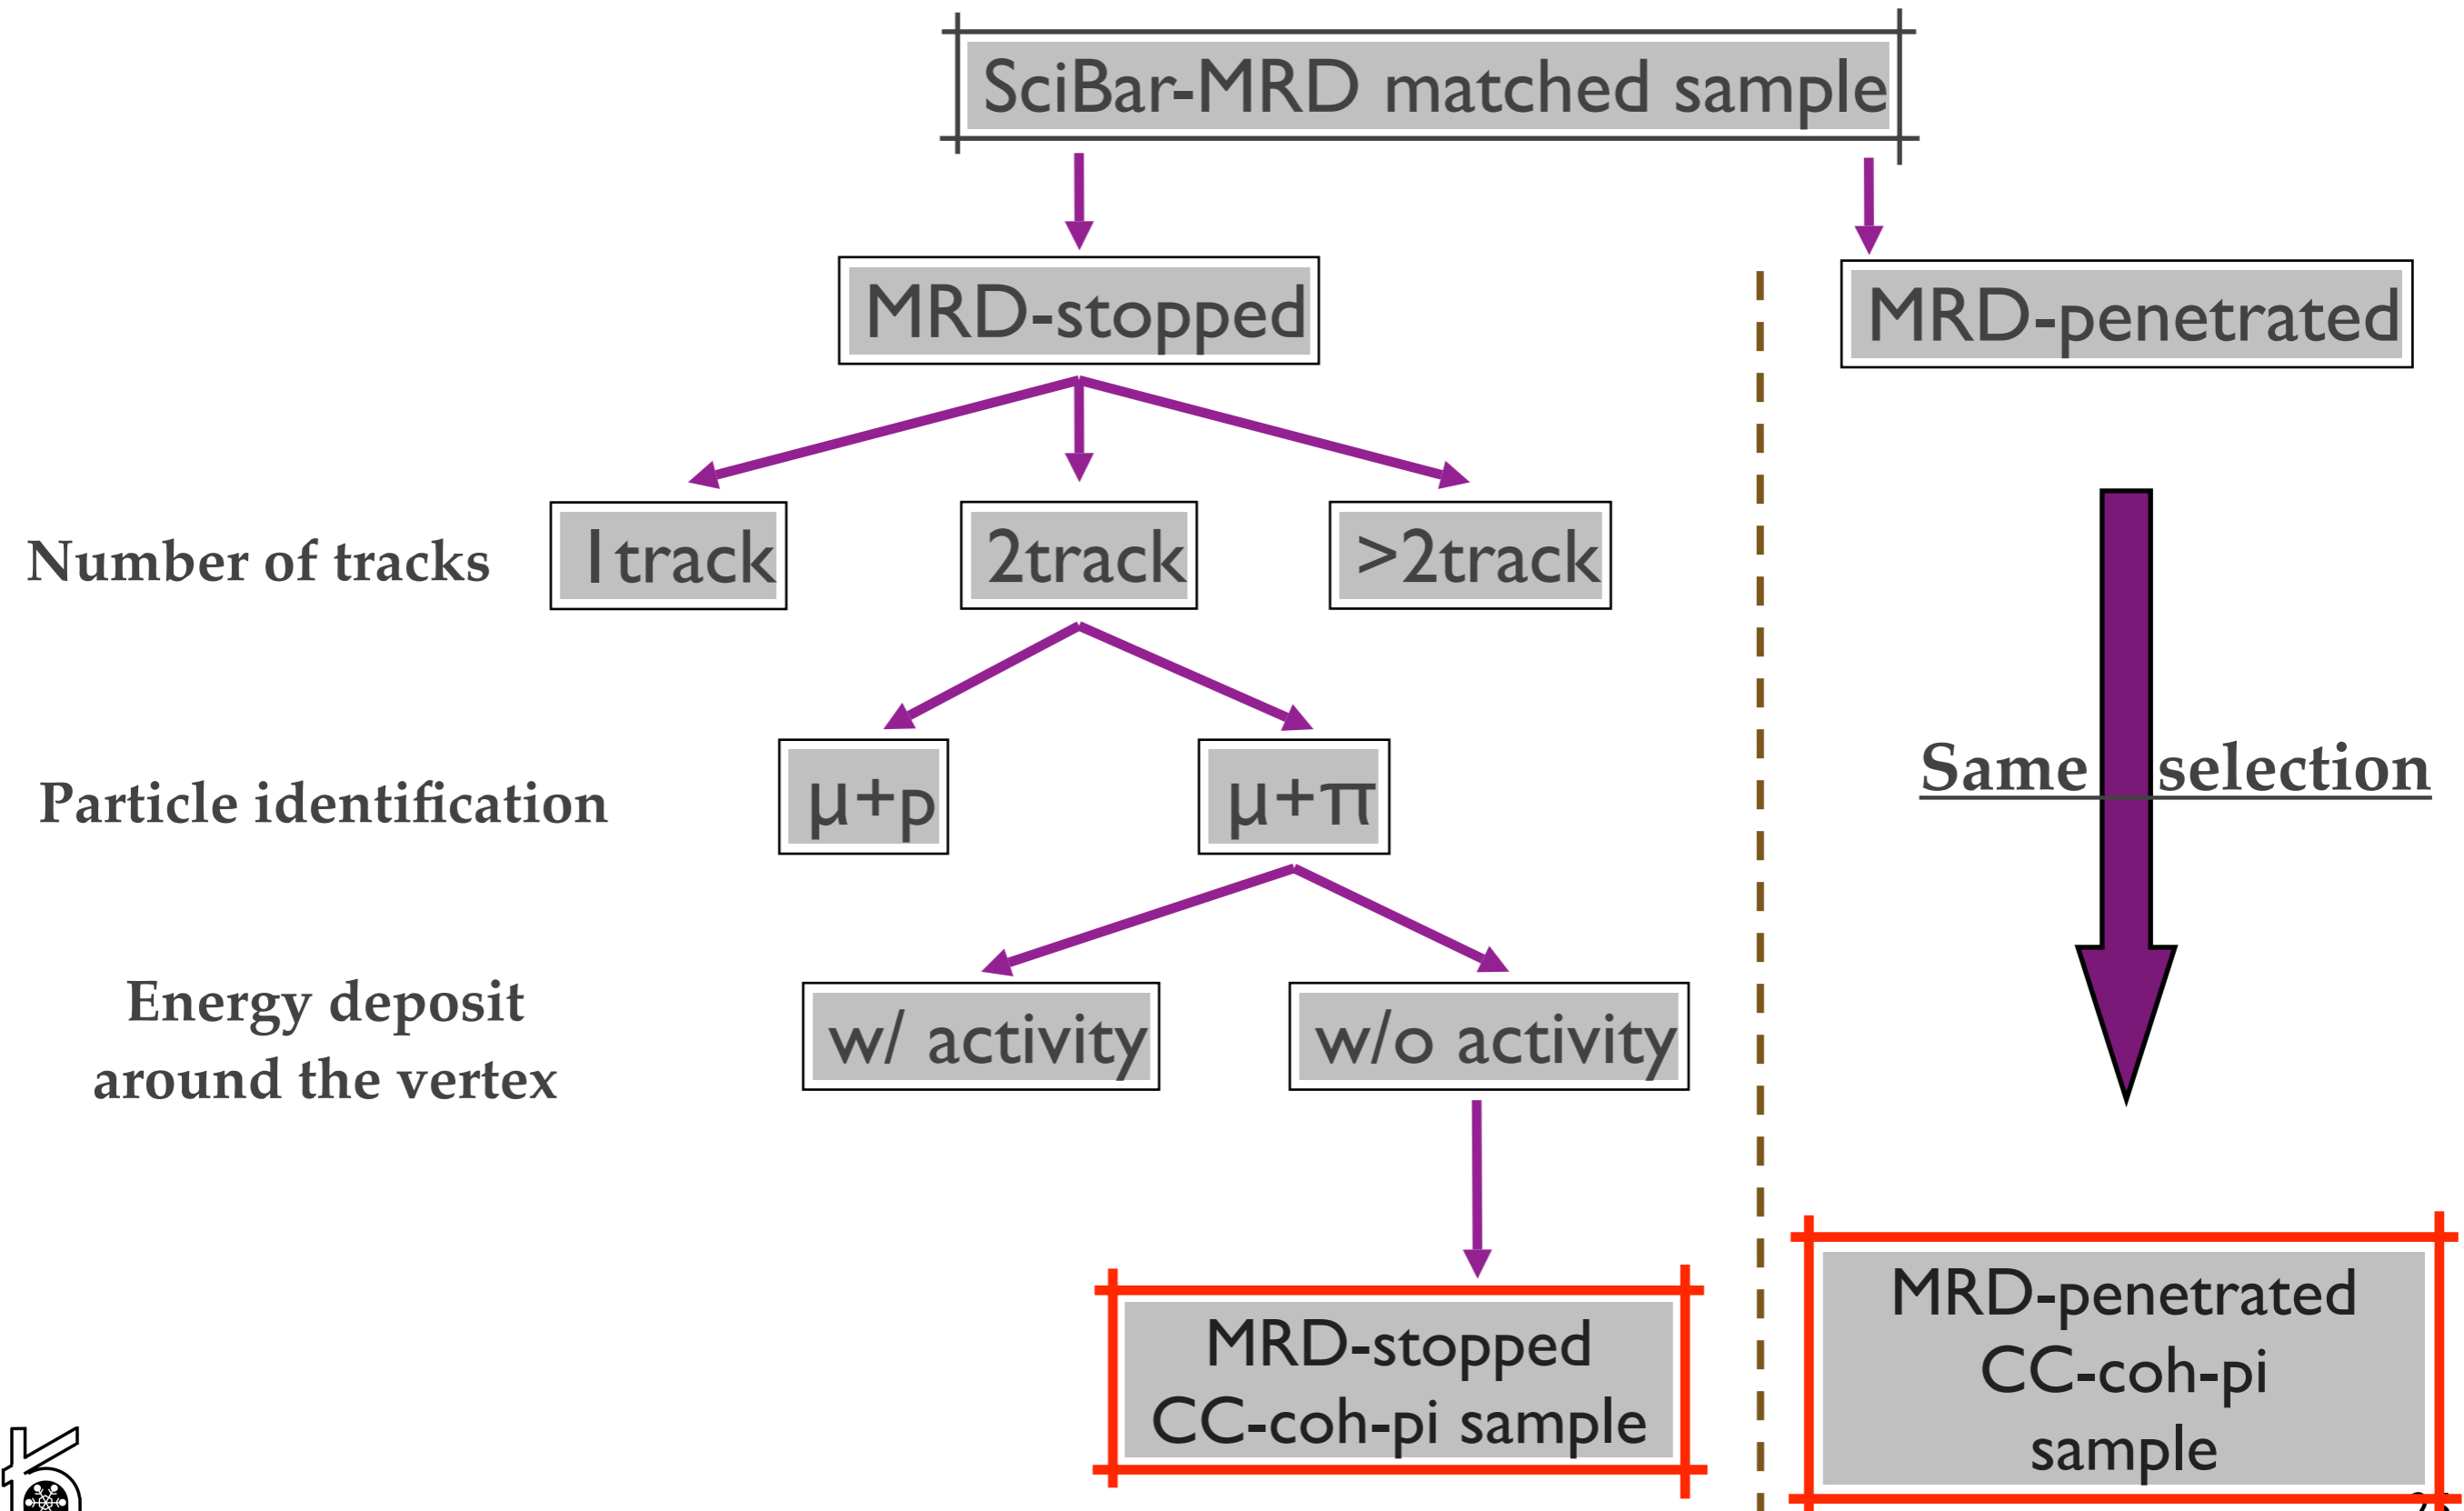 SciBar-MRD matched sample
MRD-stopped
MRD-penetrated
Number of tracks
1track
2track
>2track
Particle identification
μ+p
μ+π
Same selection
Energy deposit
around the vertex
w/ activity
w/o activity
MRD-stopped
CC-coh-pi sample
MRD-penetrated
CC-coh-pi
sample